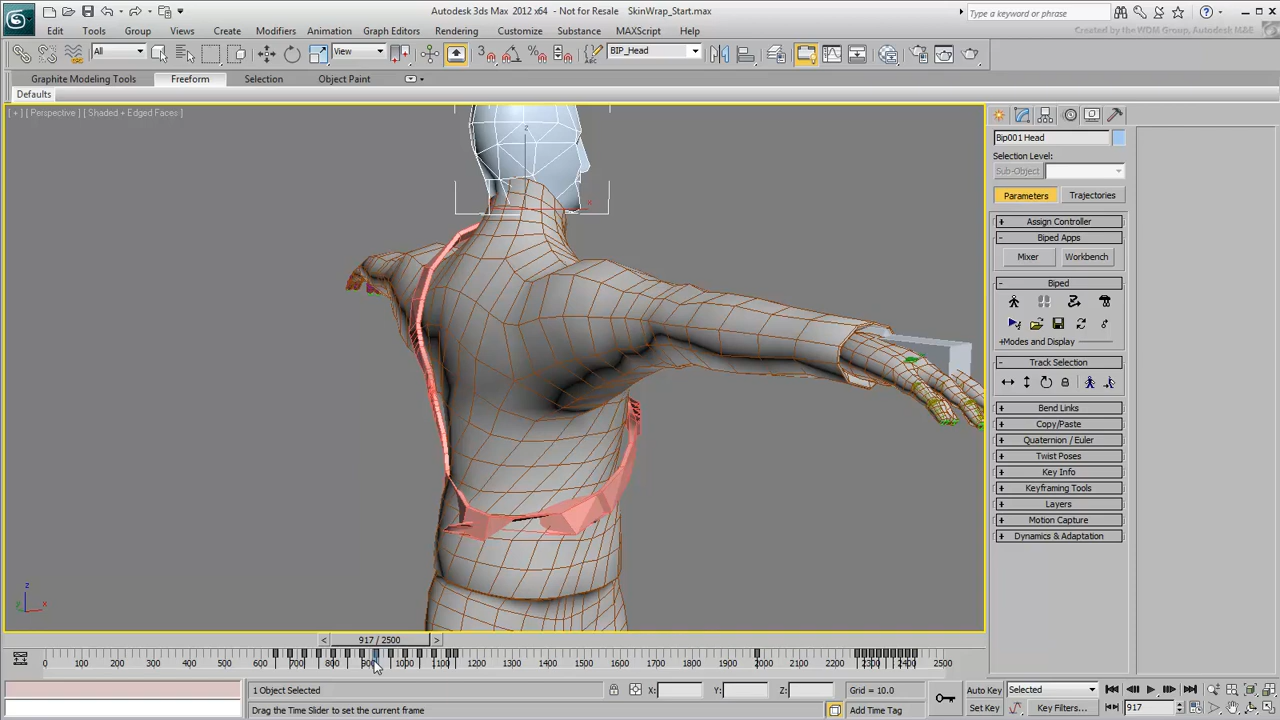 Autodesk 3ds Max 2012 x64 - Not for Resale SkinWrap_Start.max
Type a keyword or phrase
Created by the WDM Group, Autodesk M&E
Edit Tools Group Views Create Modifiers Animation Graph Editors Rendering Customize Substance MAXScript Help
All
View
BIP_Head
Graphite Modeling Tools Freeform Selection Object Paint
Defaults
[ + ] [ Perspective ] [ Shaded + Edged Faces ]
Bip001 Head
Selection Level:
Sub-Object
Parameters Trajectories
+ Assign Controller
- Biped Apps
Mixer Workbench
- Biped
+Modes and Display
- Track Selection
+ Bend Links
+ Copy/Paste
+ Quaternion / Euler
+ Twist Poses
+ Key Info
+ Keyframing Tools
+ Layers
+ Motion Capture
+ Dynamics & Adaptation
z
x
z
x
< 917 / 2500 >
0 100 200 300 400 500 600 700 800 900 1000 1100 1200 1300 1400 1500 1600 1700 1800 1900 2000 2100 2200 2300 2400 2500
1 Object Selected
X: Y: Z: Grid = 10.0
Auto Key Selected
Drag the Time Slider to set the current frame
Add Time Tag
Set Key Key Filters... 917